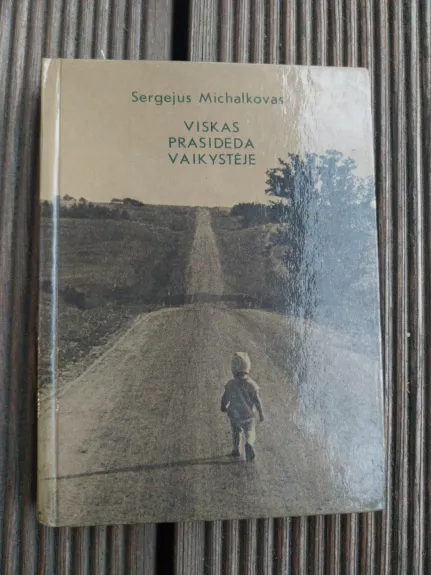 Sergejus Michalkovas
VISKAS
PRASIDEDA
VAIKYSTĖJE